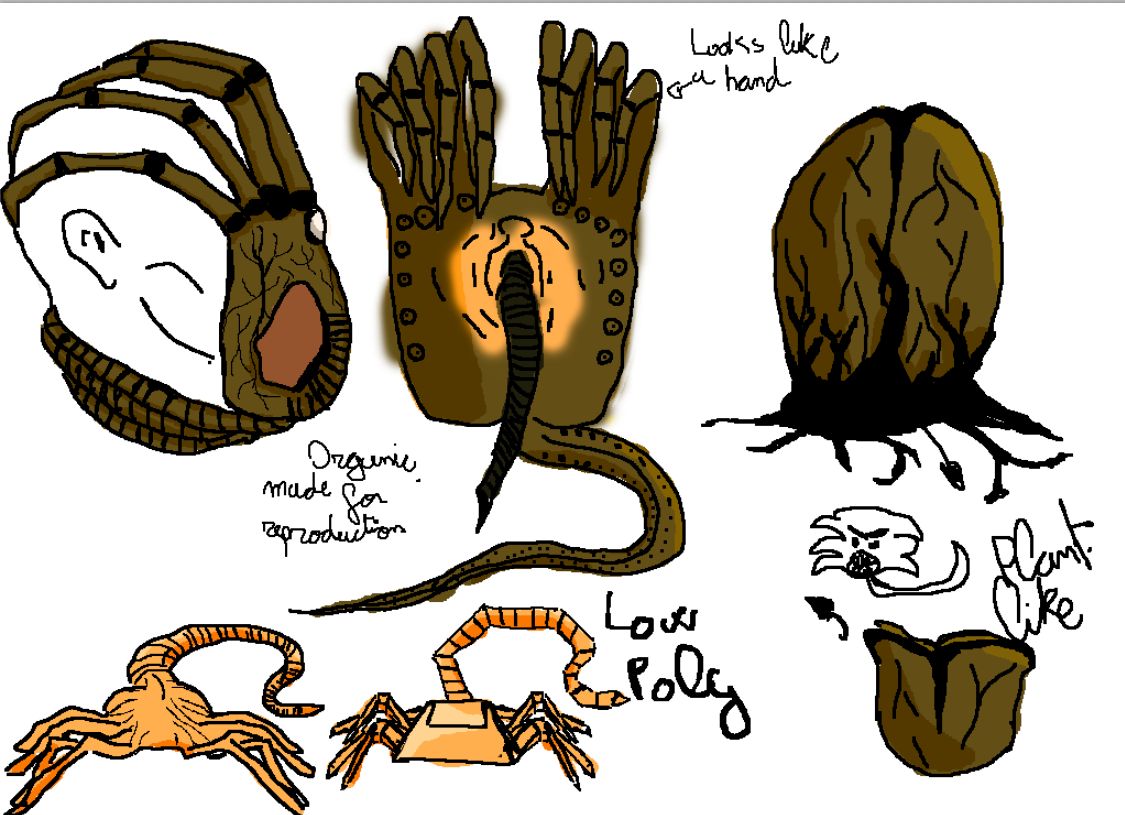 Looks like
a hand
Organic
made for
reproduction
Low
Poly
Plant
like